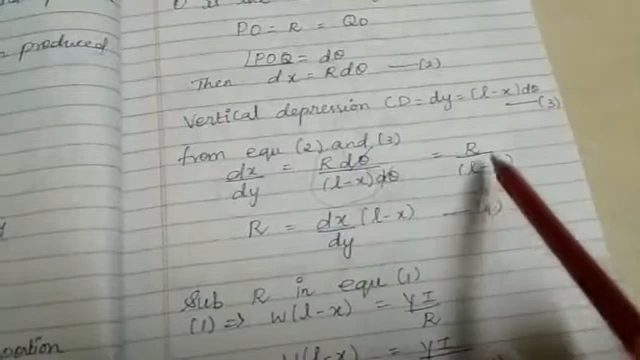 produced
PO = R = QO
∠POQ = dθ
Then dx = R dθ —(2)
Vertical depression CD = dy = (l-x) dθ —(3)
from equ (2) and (3)
dx/dy = R dθ/(l-x) dθ = R/(l-x)
R = dx/dy (l-x) —(4)
Sub R in equ (1)
(1) ⇒ W(l-x) = YI/R
W(l-x) = YI